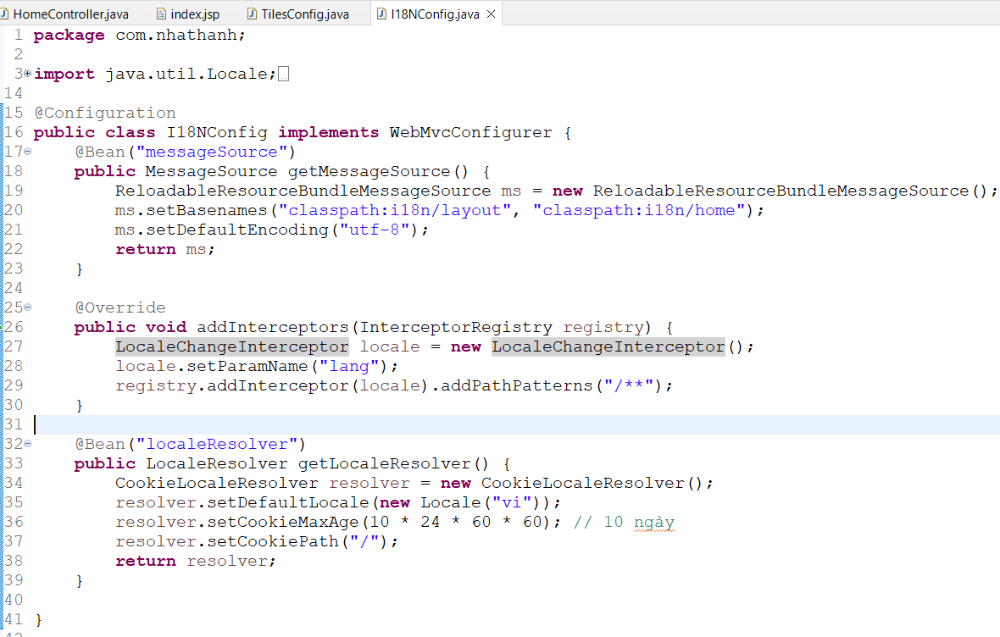 HomeController.java index.jsp TilesConfig.java I18NConfig.java
1 package com.nhathanh;
2
3 import java.util.Locale;
14
15 @Configuration
16 public class I18NConfig implements WebMvcConfigurer {
17     @Bean("messageSource")
18     public MessageSource getMessageSource() {
19         ReloadableResourceBundleMessageSource ms = new ReloadableResourceBundleMessageSource();
20         ms.setBasenames("classpath:i18n/layout", "classpath:i18n/home");
21         ms.setDefaultEncoding("utf-8");
22         return ms;
23     }
24
25     @Override
26     public void addInterceptors(InterceptorRegistry registry) {
27         LocaleChangeInterceptor locale = new LocaleChangeInterceptor();
28         locale.setParamName("lang");
29         registry.addInterceptor(locale).addPathPatterns("/**");
30     }
31
32     @Bean("localeResolver")
33     public LocaleResolver getLocaleResolver() {
34         CookieLocaleResolver resolver = new CookieLocaleResolver();
35         resolver.setDefaultLocale(new Locale("vi"));
36         resolver.setCookieMaxAge(10 * 24 * 60 * 60); // 10 ngày
37         resolver.setCookiePath("/");
38         return resolver;
39     }
40
41 }